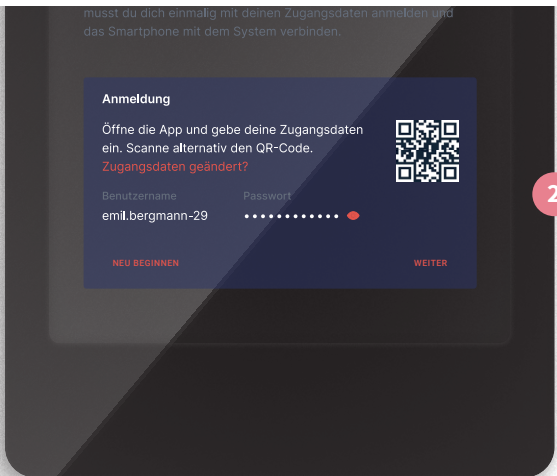 musst du dich einmalig mit deinen Zugangsdaten anmelden und
das Smartphone mit dem System verbinden.
Anmeldung
Öffne die App und gebe deine Zugangsdaten
ein. Scanne alternativ den QR-Code.
Zugangsdaten geändert?
Benutzername
Passwort
emil.bergmann-29
••••••••••••
NEU BEGINNEN
WEITER
2